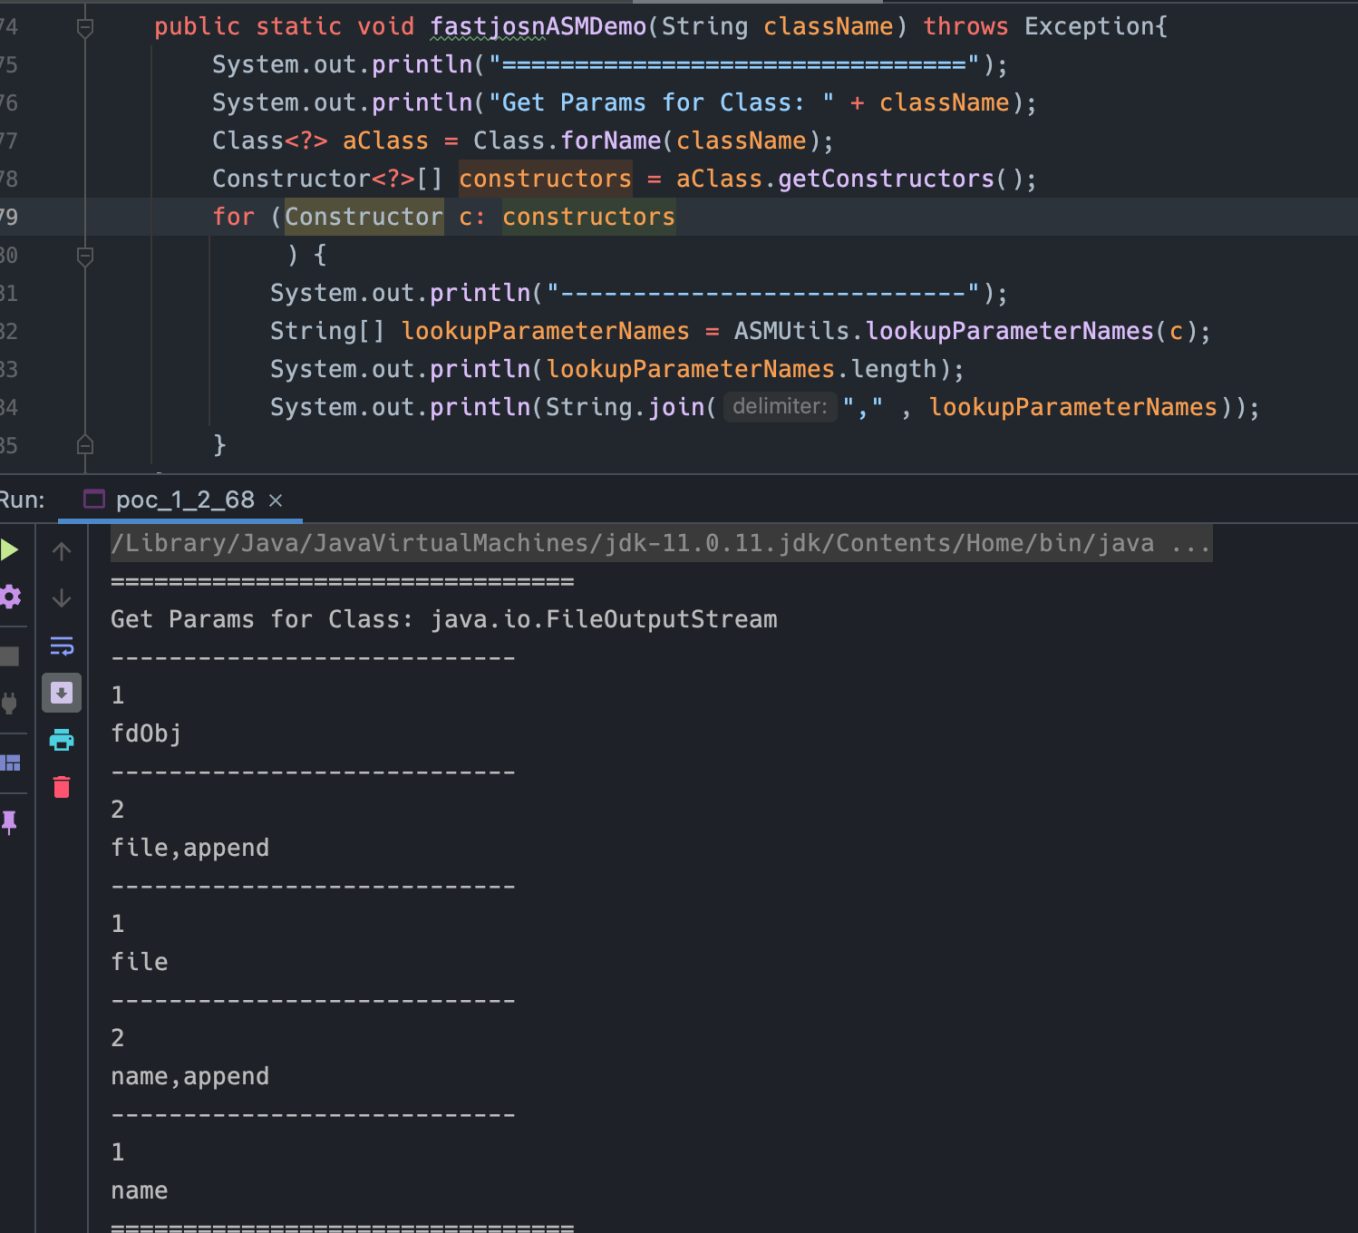 74 public static void fastjosnASMDemo(String className) throws Exception{
75 System.out.println("================================");
76 System.out.println("Get Params for Class: " + className);
77 Class<?> aClass = Class.forName(className);
78 Constructor<?>[] constructors = aClass.getConstructors();
79 for (Constructor c: constructors
80 ) {
81 System.out.println("----------------------------");
82 String[] lookupParameterNames = ASMUtils.lookupParameterNames(c);
83 System.out.println(lookupParameterNames.length);
84 System.out.println(String.join( delimiter: "," , lookupParameterNames));
85 }
Run: poc_1_2_68 ×
/Library/Java/JavaVirtualMachines/jdk-11.0.11.jdk/Contents/Home/bin/java ...
================================
Get Params for Class: java.io.FileOutputStream
----------------------------
1
fdObj
----------------------------
2
file,append
----------------------------
1
file
----------------------------
2
name,append
----------------------------
1
name
================================